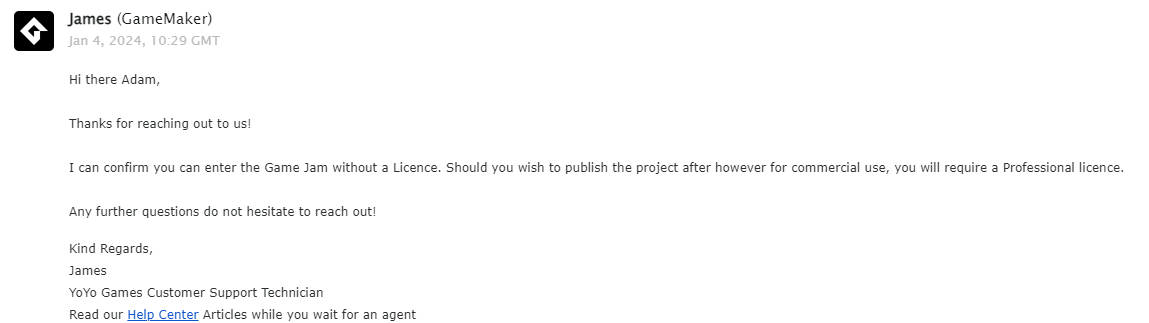 James (GameMaker)
Jan 4, 2024, 10:29 GMT
Hi there Adam,
Thanks for reaching out to us!
I can confirm you can enter the Game Jam without a Licence. Should you wish to publish the project after however for commercial use, you will require a Professional licence.
Any further questions do not hesitate to reach out!
Kind Regards,
James
YoYo Games Customer Support Technician
Read our Help Center Articles while you wait for an agent